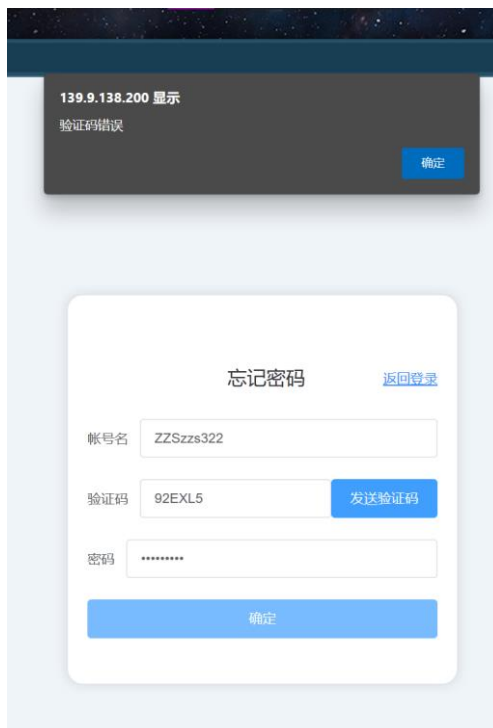 139.9.138.200 显示
验证码错误
确定
忘记密码
返回登录
帐号名 ZZSzzs322
验证码 92EXL5 发送验证码
密码 •••••••••
确定